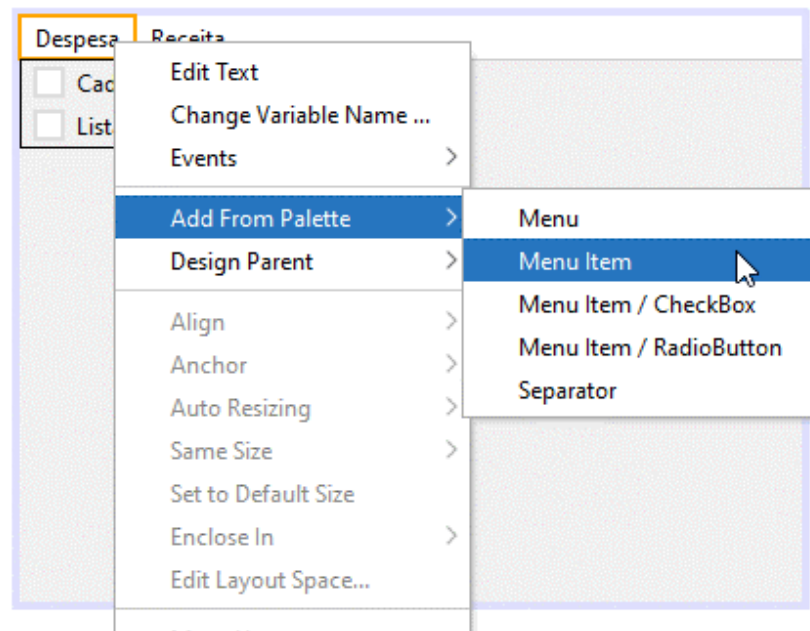 Despesa Receita
Cad
List
Edit Text
Change Variable Name ...
Events
Add From Palette
Design Parent
Align
Anchor
Auto Resizing
Same Size
Set to Default Size
Enclose In
Edit Layout Space...
Menu
Menu Item
Menu Item / CheckBox
Menu Item / RadioButton
Separator